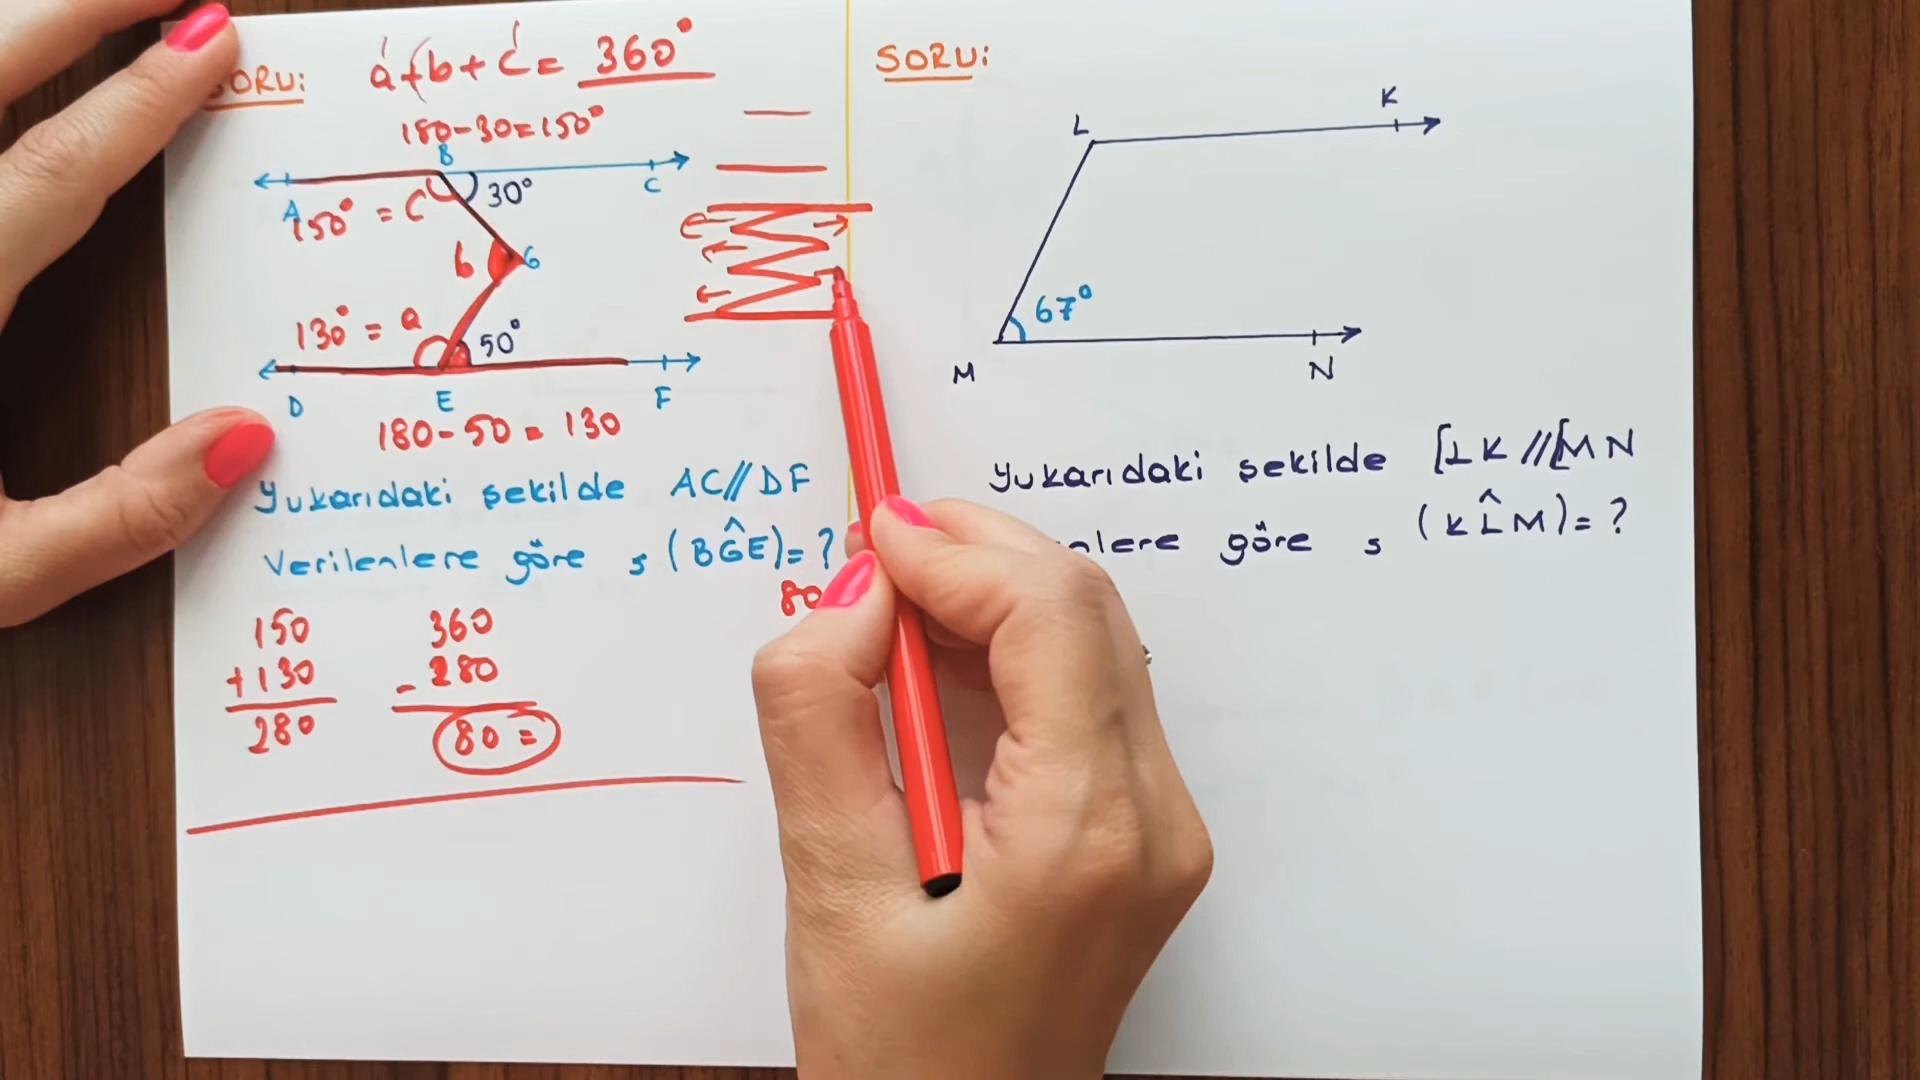 SORU:
a + b + c = 360°
180-30=150°
B
A
C
150° = C
30°
b
G
130° = a
50°
D
E
F
180-50=130
Yukarıdaki şekilde AC//DF
Verilenlere göre s(BĜE)=?
80
150
+130
280
360
-280
80 =
SORU:
L
K
67°
M
N
Yukarıdaki şekilde [LK//[MN
göre s(KL̂M)=?